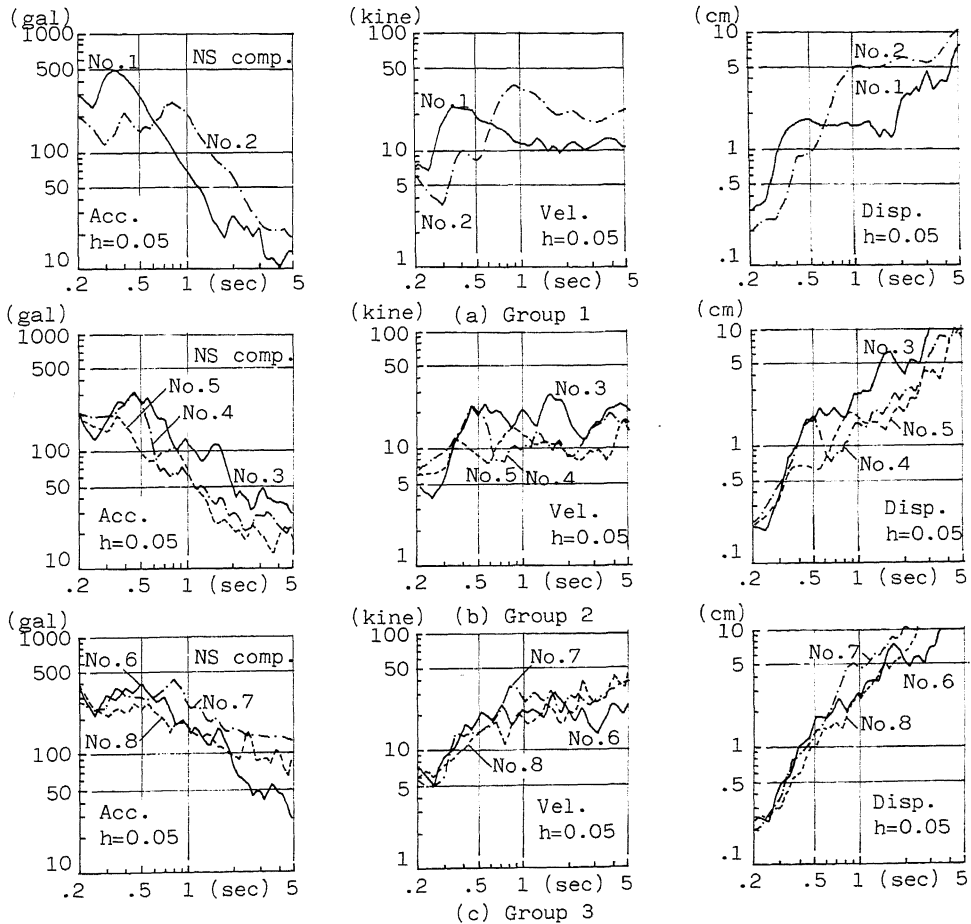 (gal) (kine) (cm)
1000 No.1 NS comp. 100 10 No.2
500 50 5 No.1
No.1
No.2
100 10 1
50 5 .5
Acc. No.2 Vel. Disp.
h=0.05 h=0.05 h=0.05
10 1 .1
.2 .5 1 (sec) 5 .2 .5 1 (sec) 5 .2 .5 1 (sec) 5
(a) Group 1
(gal) (kine) (cm)
1000 NS comp. 100 10 No.3
500 50 5
No.5 No.3
No.4
100 10 1 No.5
No.3 No.5 No.4 No.4
50 5 .5
Acc. Vel. Disp.
h=0.05 h=0.05 h=0.05
10 1 .1
.2 .5 1 (sec) 5 .2 .5 1 (sec) 5 .2 .5 1 (sec) 5
(b) Group 2
(gal) (kine) (cm)
1000 No.6 NS comp. 100 No.7 10 No.7
500 No.7 50 5 No.6
No.8 No.6 No.8
100 10 No.8 1
50 5 .5
Acc. Vel. Disp.
h=0.05 h=0.05 h=0.05
10 1 .1
.2 .5 1 (sec) 5 .2 .5 1 (sec) 5 .2 .5 1 (sec) 5
(c) Group 3